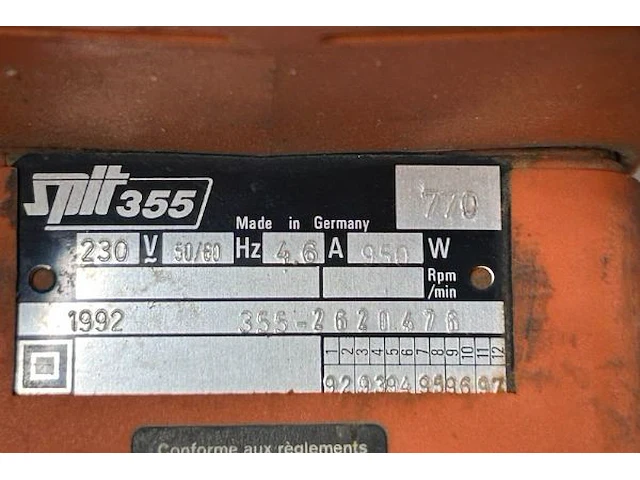 spit 355
770
Made in Germany
230 V 50/60 Hz 4.6 A 950 W
Rpm
/min
1992 355-2620476
1 2 3 4 5 6 7 8 9 10 11 12
92 93 94 95 96 97
Conforme aux règlements